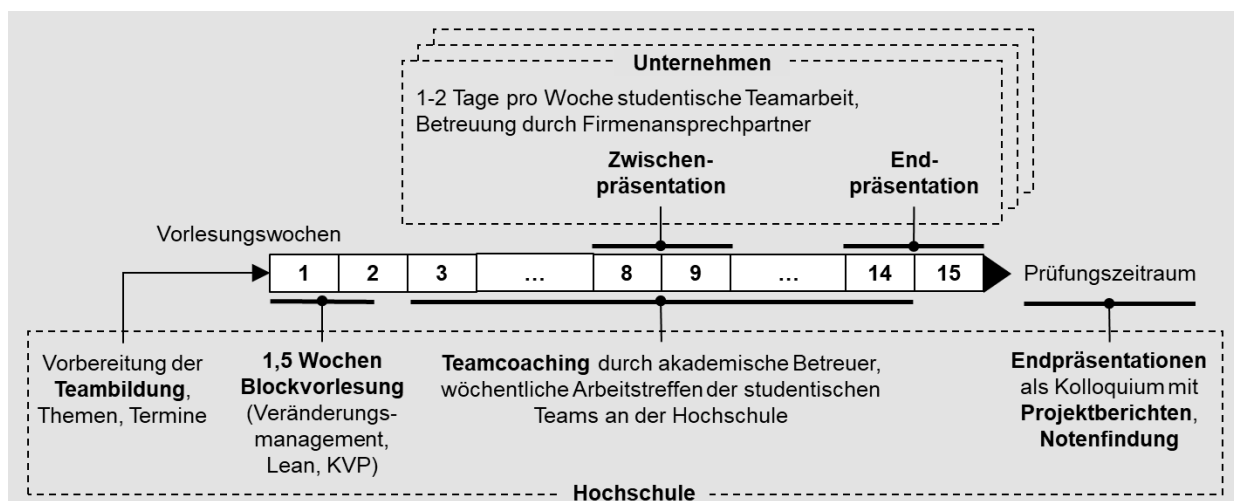 Unternehmen
1-2 Tage pro Woche studentische Teamarbeit,
Betreuung durch Firmenansprechpartner
Zwischen-
präsentation
End-
präsentation
Vorlesungswochen
1 2 3 ... 8 9 ... 14 15
Prüfungszeitraum
Vorbereitung der
Teambildung,
Themen, Termine
1,5 Wochen
Blockvorlesung
(Veränderungs-
management,
Lean, KVP)
Teamcoaching durch akademische Betreuer,
wöchentliche Arbeitstreffen der studentischen
Teams an der Hochschule
Endpräsentationen
als Kolloquium mit
Projektberichten,
Notenfindung
Hochschule